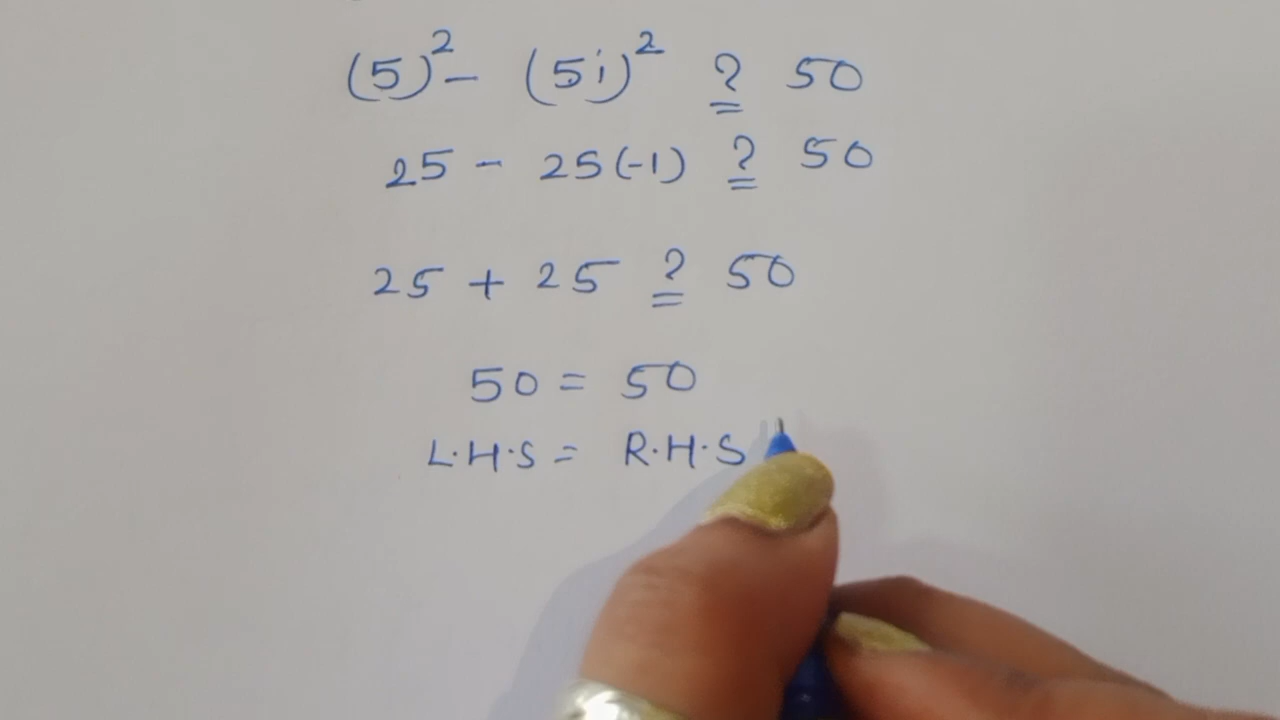 (5)² - (5i)² ≟ 50
25 - 25(-1) ≟ 50
25 + 25 ≟ 50
50 = 50
L.H.S = R.H.S